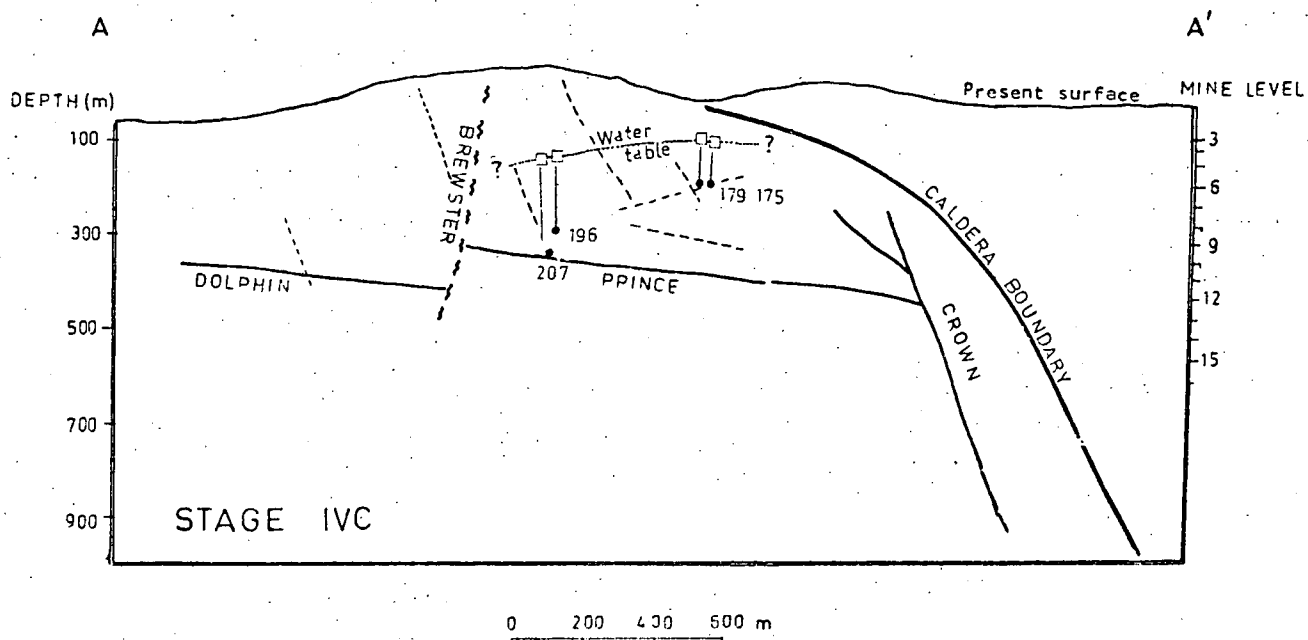 A
A'
DEPTH (m)
Present surface
MINE LEVEL
100
300
500
700
900
3
6
9
12
15
BREWSTER
Water
table
?
?
179 175
196
207
DOLPHIN
PRINCE
CROWN
CALDERA BOUNDARY
STAGE IVC
0 200 400 600 m